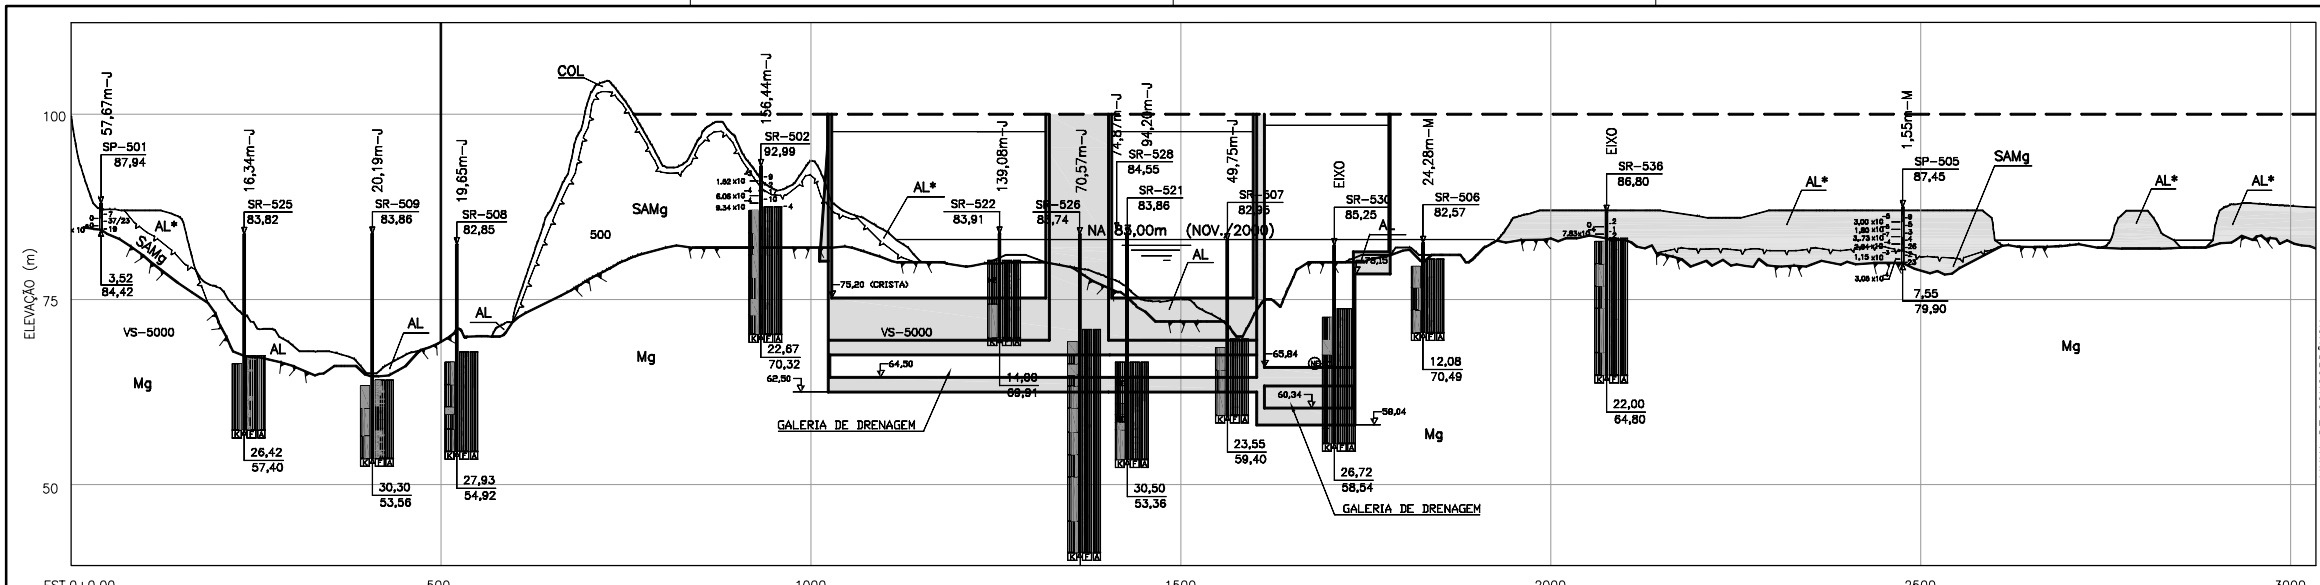 ELEVAÇÃO (m)
100
75
50
57,67m-J
SP-501
87,94
3,52
84,42
AL*
SAMg
VS-5000
Mg
16,34m-J
SR-525
83,82
AL
26,42
57,40
20,19m-J
SR-509
83,86
AL
30,30
53,56
19,65m-J
SR-508
82,85
AL
27,93
54,92
COL
SAMg
500
Mg
156,44m-J
SR-502
92,99
22,67
70,32
62,50
AL*
75,20 (CRISTA)
VS-5000
64,50
GALERIA DE DRENAGEM
139,08m-J
SR-522
83,91
69,91
70,57m-J
SR-526
74,87m-J
SR-528
84,55
94,20m-J
SR-521
83,86
NA 83,00m (NOV./2000)
AL
30,50
53,36
49,75m-J
SR-507
23,55
59,40
65,84
60,34
58,04
GALERIA DE DRENAGEM
EIXO
SR-530
85,25
AL
26,72
58,54
24,28m-M
SR-506
82,57
12,08
70,49
Mg
EIXO
SR-536
86,80
22,00
64,80
AL*
1,55m-M
SP-505
87,45
7,55
79,90
SAMg
AL*
AL*
Mg
500
1000
1500
2000
2500
3000